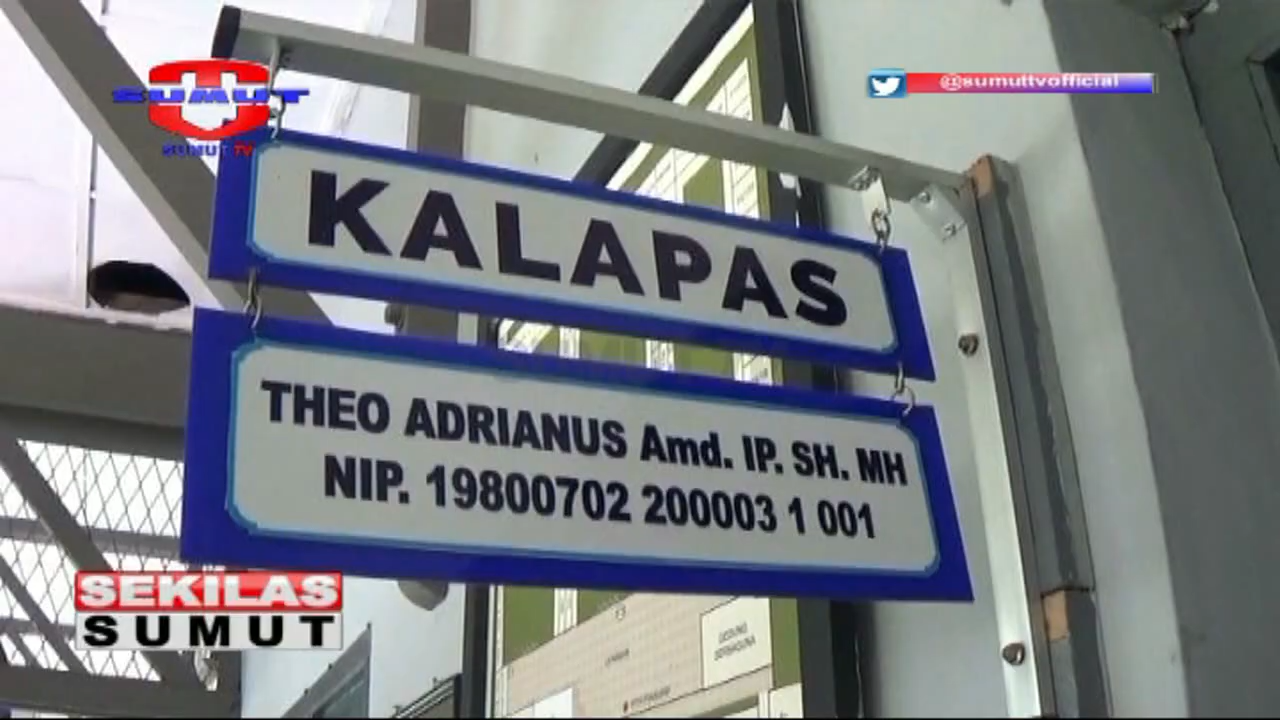 SUMUT
SUMUT TV
@sumuttvofficial
KALAPAS
THEO ADRIANUS Amd. IP. SH. MH
NIP. 19800702 200003 1 001
SEKILAS
SUMUT